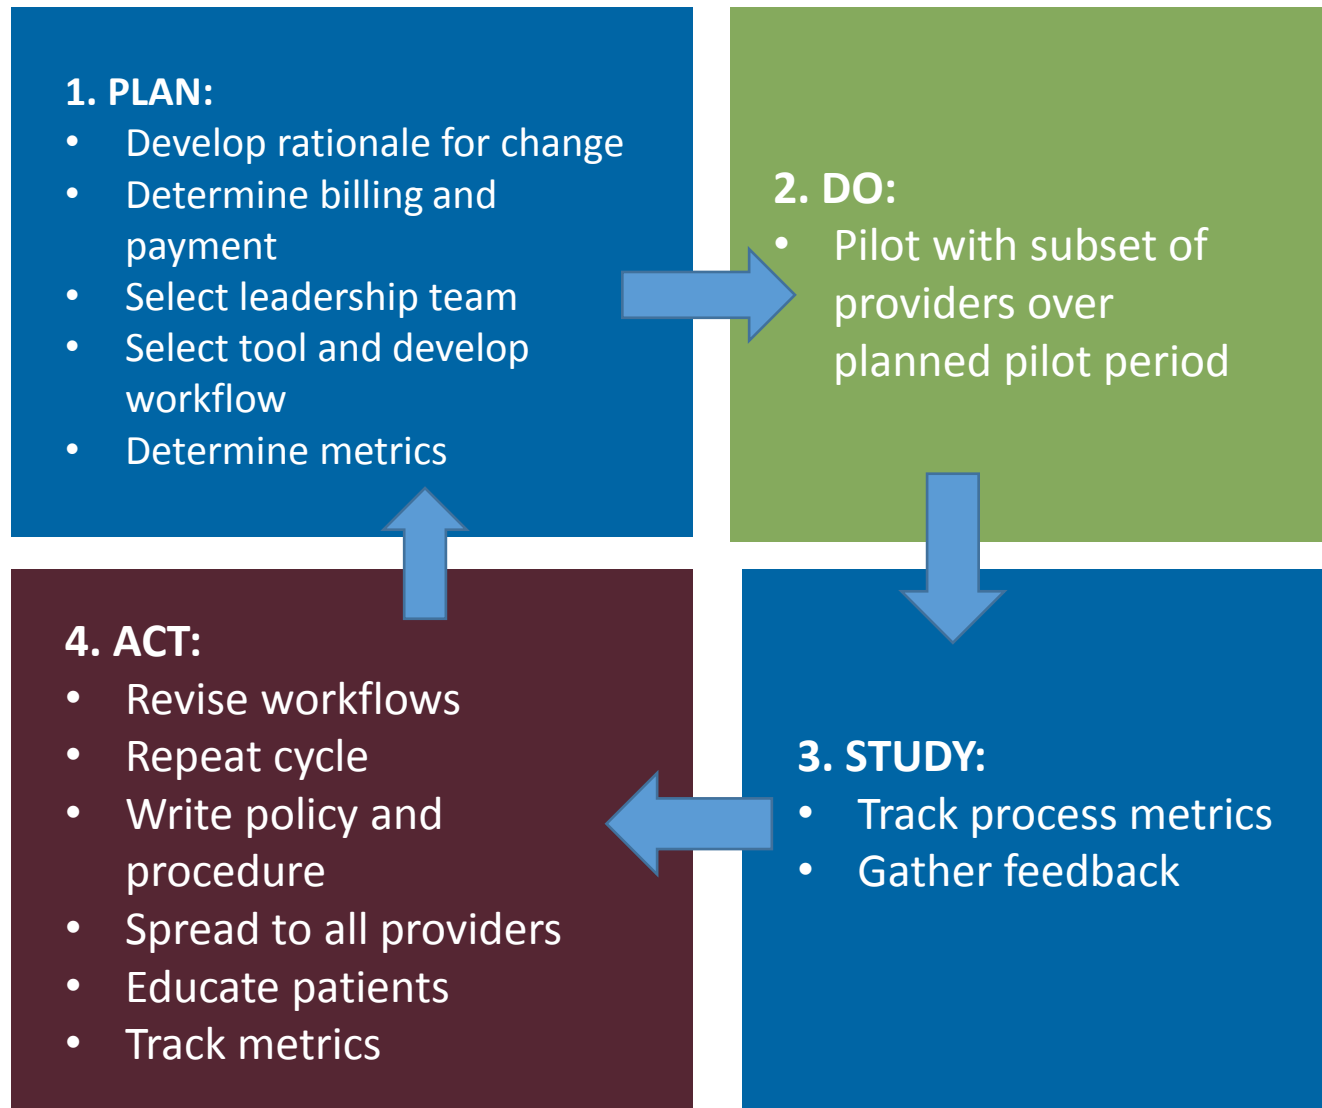 1. PLAN:
• Develop rationale for change
• Determine billing and
payment
• Select leadership team
• Select tool and develop
workflow
• Determine metrics
2. DO:
• Pilot with subset of
providers over
planned pilot period
3. STUDY:
• Track process metrics
• Gather feedback
4. ACT:
• Revise workflows
• Repeat cycle
• Write policy and
procedure
• Spread to all providers
• Educate patients
• Track metrics